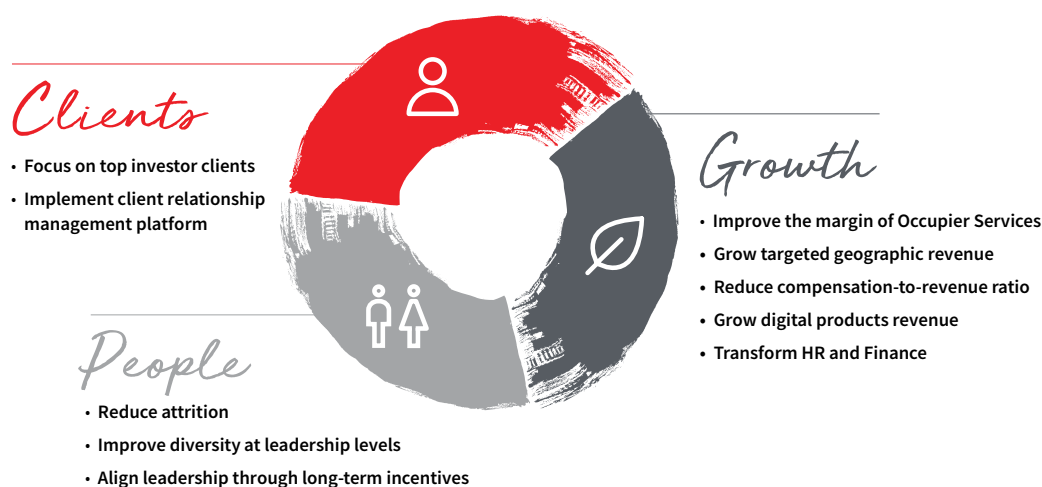 Clients
• Focus on top investor clients
• Implement client relationship
management platform
Growth
• Improve the margin of Occupier Services
• Grow targeted geographic revenue
• Reduce compensation-to-revenue ratio
• Grow digital products revenue
• Transform HR and Finance
People
• Reduce attrition
• Improve diversity at leadership levels
• Align leadership through long-term incentives